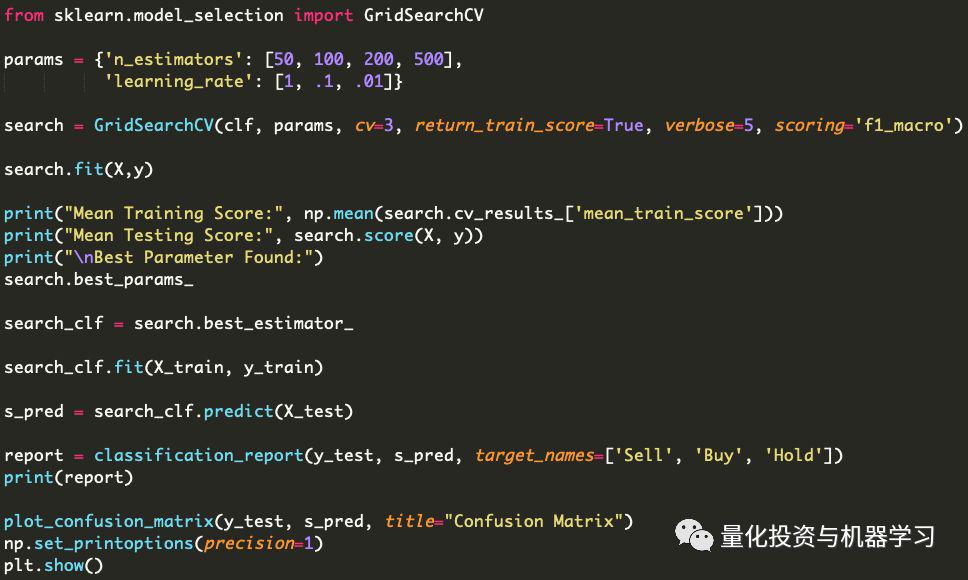 from sklearn.model_selection import GridSearchCV
params = {'n_estimators': [50, 100, 200, 500],
'learning_rate': [1, .1, .01]}
search = GridSearchCV(clf, params, cv=3, return_train_score=True, verbose=5, scoring='f1_macro')
search.fit(X,y)
print("Mean Training Score:", np.mean(search.cv_results_['mean_train_score']))
print("Mean Testing Score:", search.score(X, y))
print("\nBest Parameter Found:")
search.best_params_
search_clf = search.best_estimator_
search_clf.fit(X_train, y_train)
s_pred = search_clf.predict(X_test)
report = classification_report(y_test, s_pred, target_names=['Sell', 'Buy', 'Hold'])
print(report)
plot_confusion_matrix(y_test, s_pred, title="Confusion Matrix")
np.set_printoptions(precision=1)
plt.show()
量化投资与机器学习